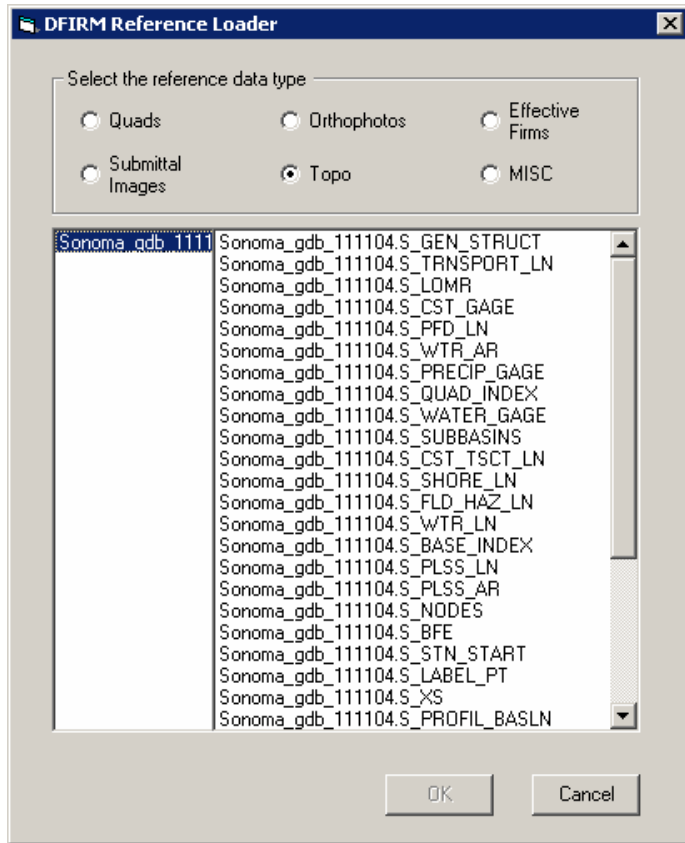 DFIRM Reference Loader
Select the reference data type
Quads
Orthophotos
Effective
Firms
Submittal
Images
Topo
MISC
Sonoma_gdb_1111
Sonoma_gdb_111104.S_GEN_STRUCT
Sonoma_gdb_111104.S_TRNSPORT_LN
Sonoma_gdb_111104.S_LOMR
Sonoma_gdb_111104.S_CST_GAGE
Sonoma_gdb_111104.S_PFD_LN
Sonoma_gdb_111104.S_WTR_AR
Sonoma_gdb_111104.S_PRECIP_GAGE
Sonoma_gdb_111104.S_QUAD_INDEX
Sonoma_gdb_111104.S_WATER_GAGE
Sonoma_gdb_111104.S_SUBBASINS
Sonoma_gdb_111104.S_CST_TSCT_LN
Sonoma_gdb_111104.S_SHORE_LN
Sonoma_gdb_111104.S_FLD_HAZ_LN
Sonoma_gdb_111104.S_WTR_LN
Sonoma_gdb_111104.S_BASE_INDEX
Sonoma_gdb_111104.S_PLSS_LN
Sonoma_gdb_111104.S_PLSS_AR
Sonoma_gdb_111104.S_NODES
Sonoma_gdb_111104.S_BFE
Sonoma_gdb_111104.S_STN_START
Sonoma_gdb_111104.S_LABEL_PT
Sonoma_gdb_111104.S_XS
Sonoma_gdb_111104.S_PROFIL_BASLN
OK
Cancel